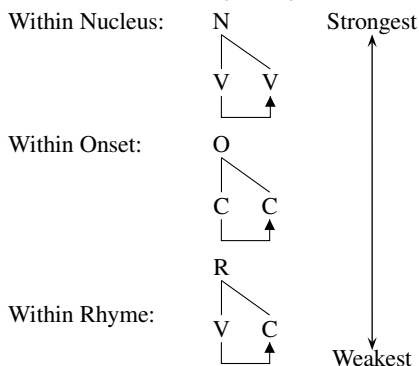 Within Nucleus: N Strongest
V V
Within Onset: O
C C
R
Within Rhyme: V C
Weakest